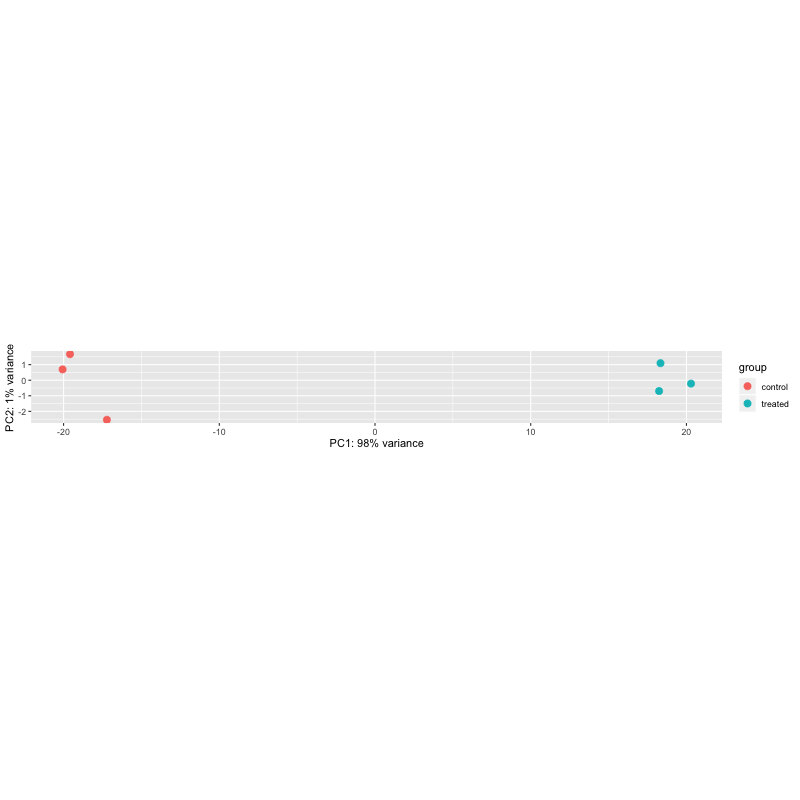 PC2: 1% variance
1
0
-1
-2
-20 -10 0 10 20
PC1: 98% variance
group
control
treated